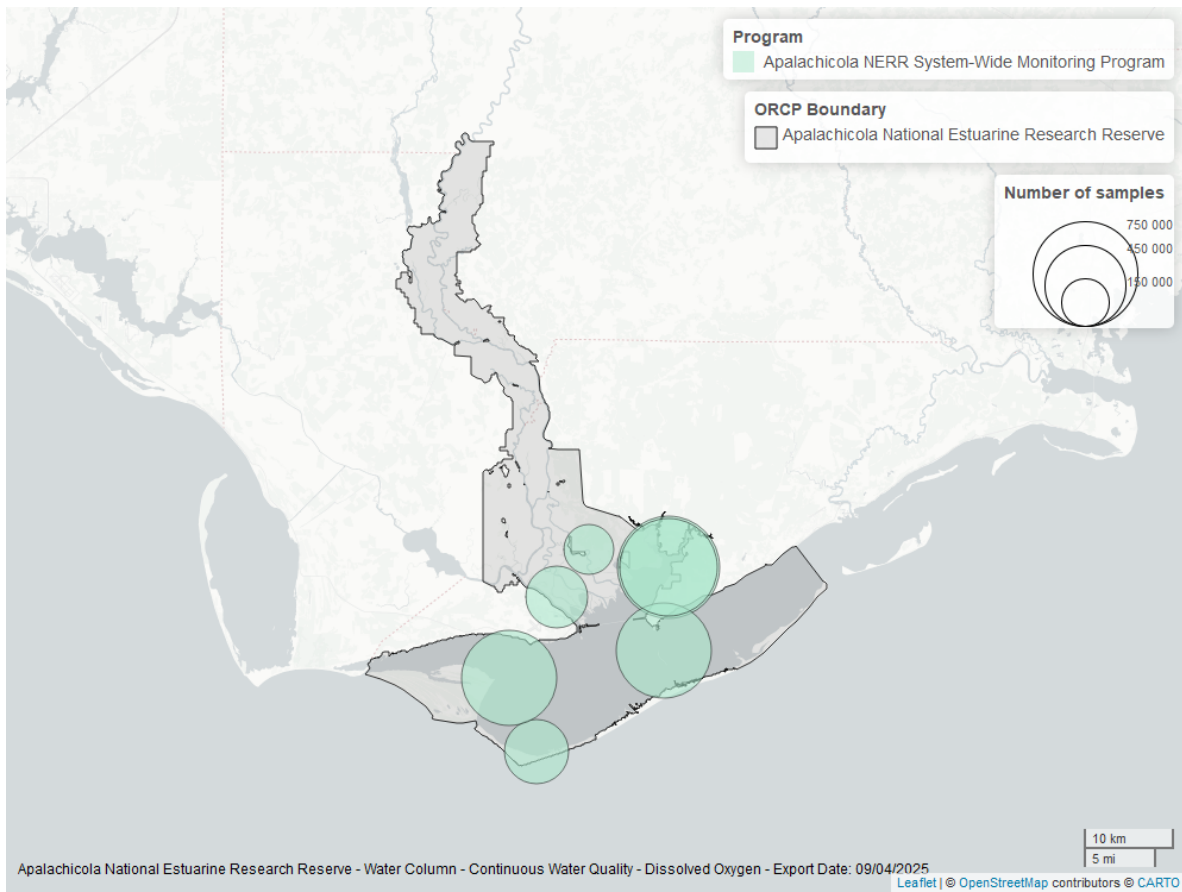 Program
Apalachicola NERR System-Wide Monitoring Program
ORCP Boundary
Apalachicola National Estuarine Research Reserve
Number of samples
750 000
450 000
150 000
10 km
5 mi
Apalachicola National Estuarine Research Reserve - Water Column - Continuous Water Quality - Dissolved Oxygen - Export Date: 09/04/2025
Leaflet | © OpenStreetMap contributors © CARTO